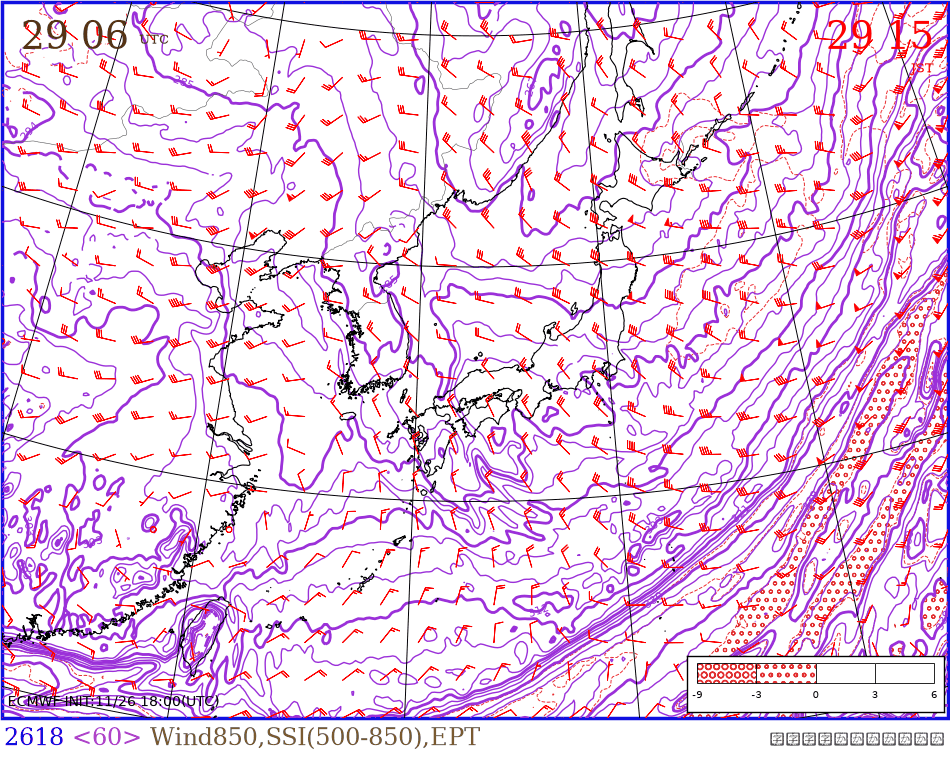 29 06 UTC
29 15
JST
ECMWF INIT:11/26 18:00(UTC)
-9 -3 0 3 6
2618 <60> Wind850,SSI(500-850),EPT